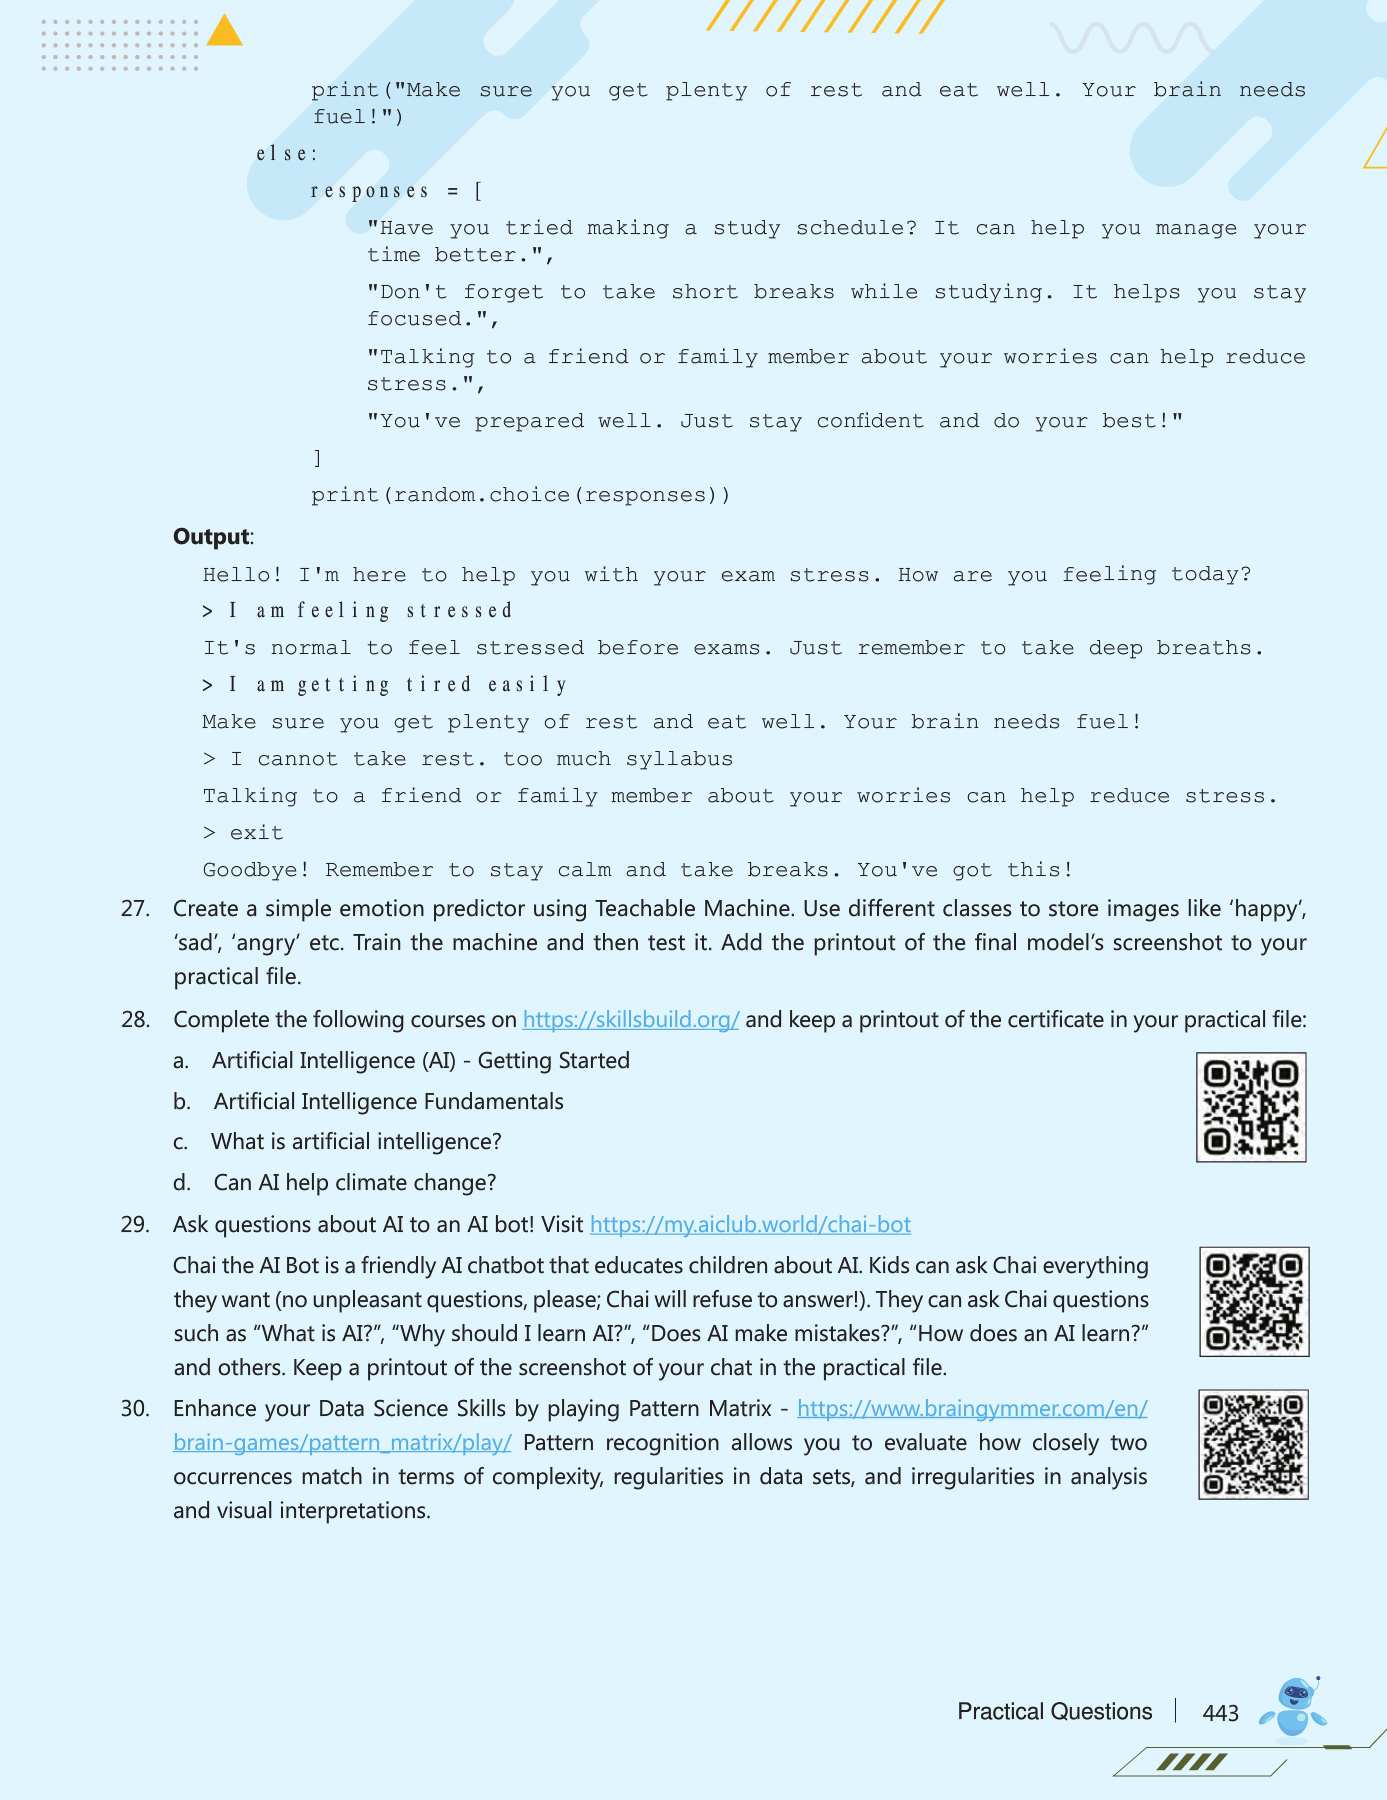 print("Make sure you get plenty of rest and eat well. Your brain needs
fuel!")
else:
responses = [
"Have you tried making a study schedule? It can help you manage your
time better.",
"Don't forget to take short breaks while studying. It helps you stay
focused.",
"Talking to a friend or family member about your worries can help reduce
stress.",
"You've prepared well. Just stay confident and do your best!"
]
print(random.choice(responses))
Output:
Hello! I'm here to help you with your exam stress. How are you feeling today?
> I am feeling stressed
It's normal to feel stressed before exams. Just remember to take deep breaths.
> I am getting tired easily
Make sure you get plenty of rest and eat well. Your brain needs fuel!
> I cannot take rest. too much syllabus
Talking to a friend or family member about your worries can help reduce stress.
> exit
Goodbye! Remember to stay calm and take breaks. You've got this!
27. Create a simple emotion predictor using Teachable Machine. Use different classes to store images like ‘happy’,
‘sad’, ‘angry’ etc. Train the machine and then test it. Add the printout of the final model’s screenshot to your
practical file.
28. Complete the following courses on https://skillsbuild.org/ and keep a printout of the certificate in your practical file:
a. Artificial Intelligence (AI) - Getting Started
b. Artificial Intelligence Fundamentals
c. What is artificial intelligence?
d. Can AI help climate change?
29. Ask questions about AI to an AI bot! Visit https://my.aiclub.world/chai-bot
Chai the AI Bot is a friendly AI chatbot that educates children about AI. Kids can ask Chai everything
they want (no unpleasant questions, please; Chai will refuse to answer!). They can ask Chai questions
such as “What is AI?”, “Why should I learn AI?”, “Does AI make mistakes?”, “How does an AI learn?”
and others. Keep a printout of the screenshot of your chat in the practical file.
30. Enhance your Data Science Skills by playing Pattern Matrix - https://www.braingymmer.com/en/
brain-games/pattern_matrix/play/ Pattern recognition allows you to evaluate how closely two
occurrences match in terms of complexity, regularities in data sets, and irregularities in analysis
and visual interpretations.
Practical Questions 443